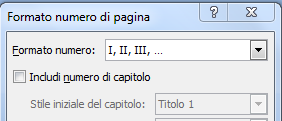 Formato numero di pagina
Formato numero: I, II, III, ...
Includi numero di capitolo
Stile iniziale del capitolo: Titolo 1